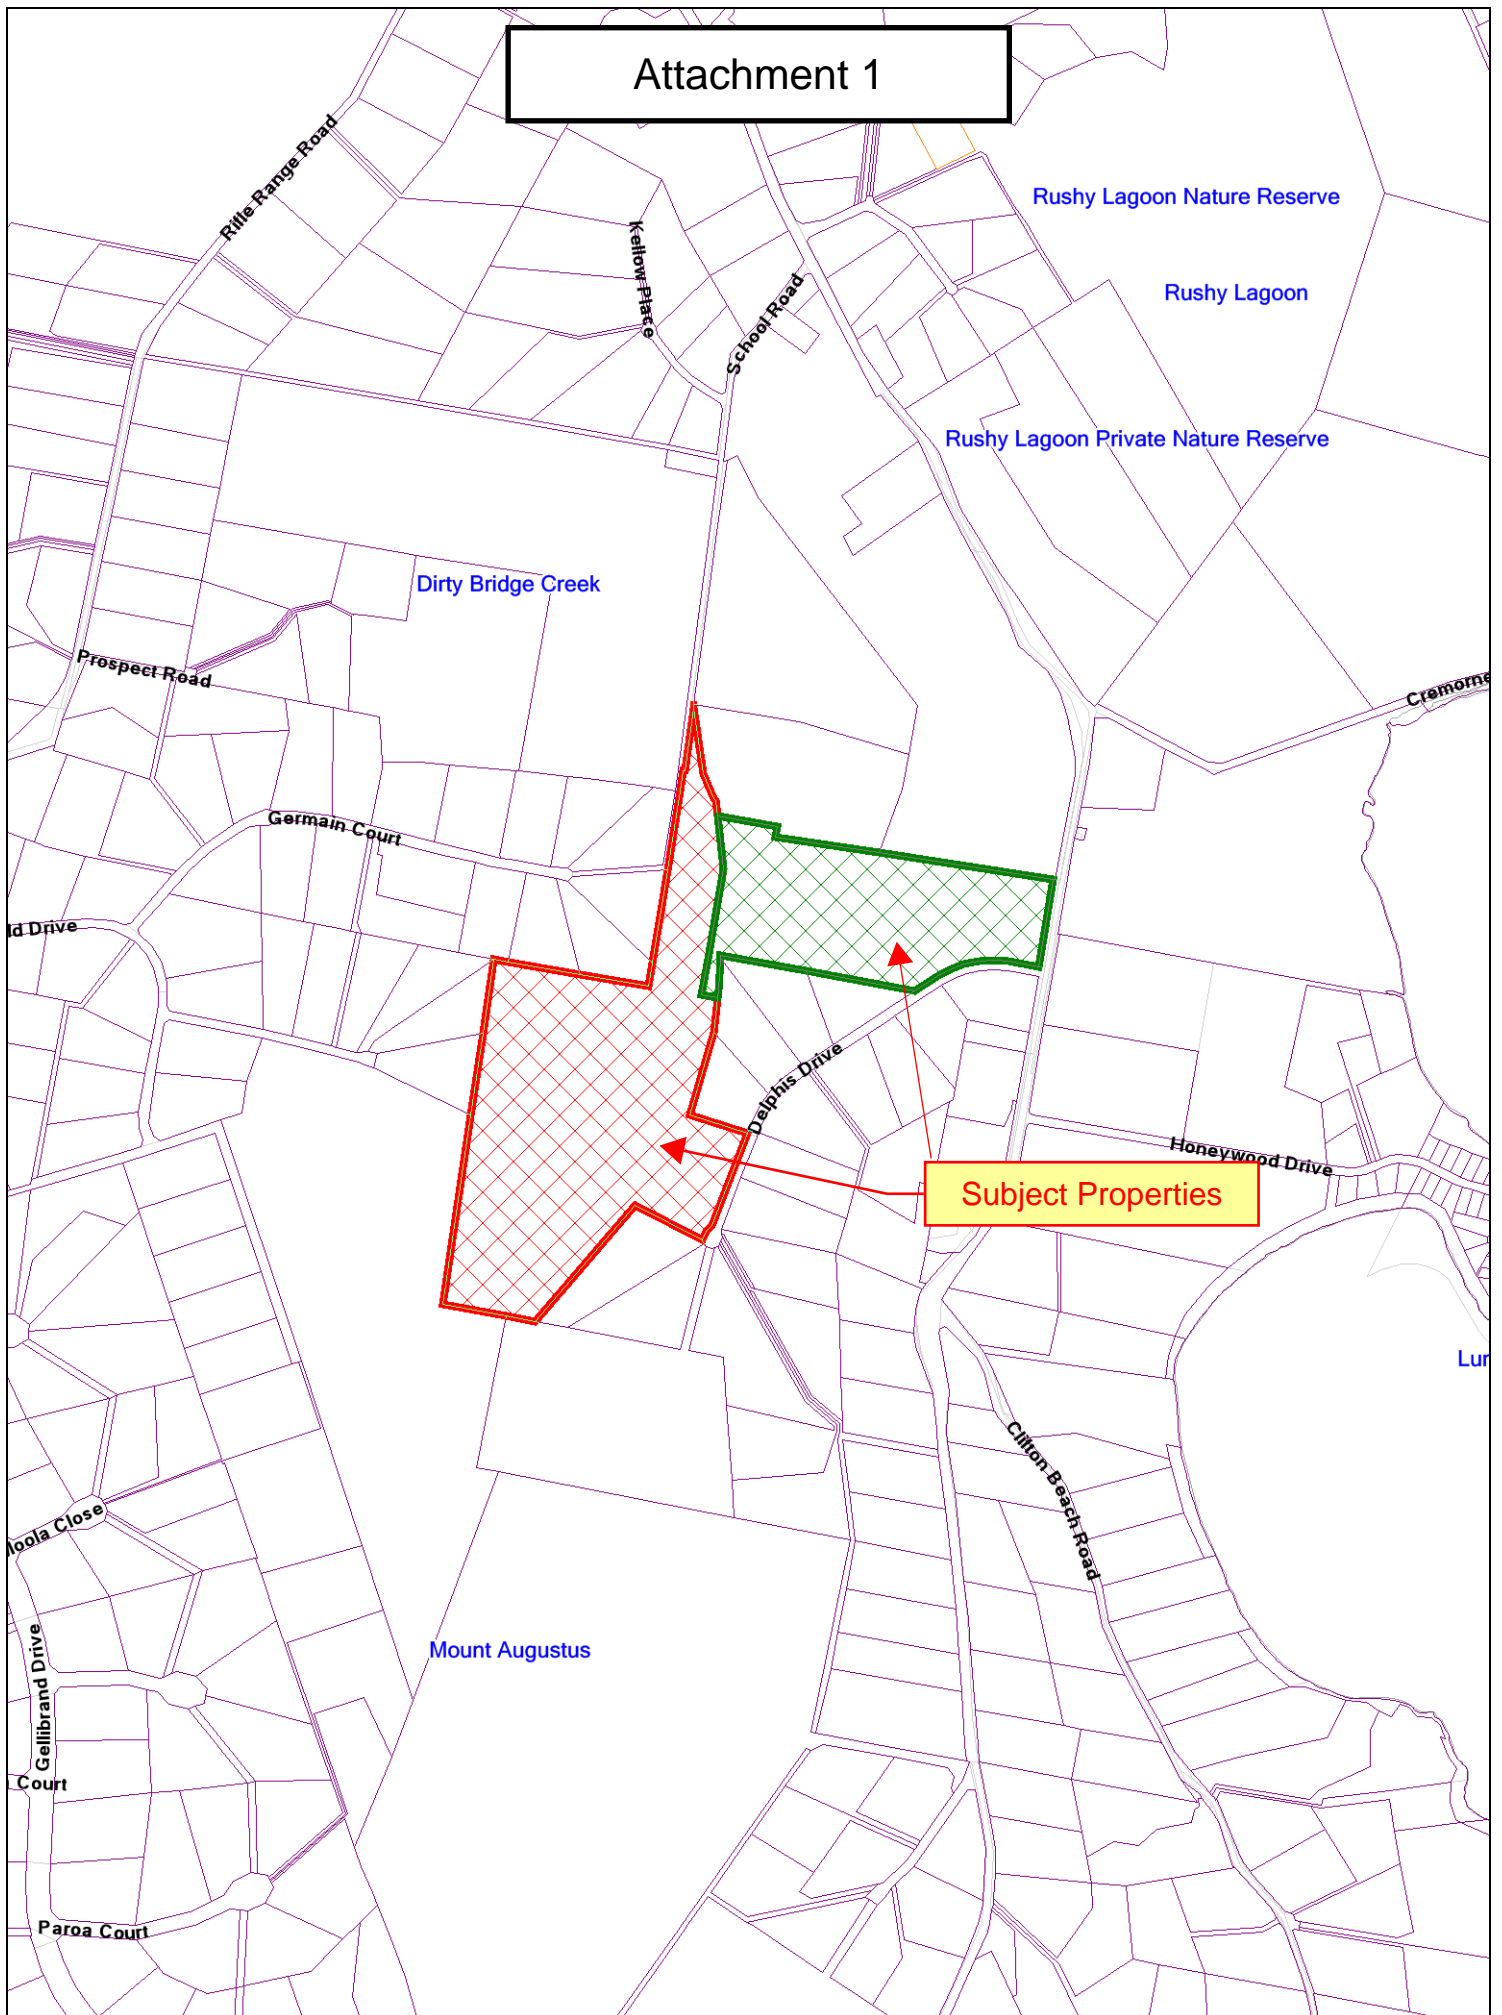 Attachment 1
Rifle Range Road
Kellow Place
School Road
Rushy Lagoon Nature Reserve
Rushy Lagoon
Rushy Lagoon Private Nature Reserve
Dirty Bridge Creek
Prospect Road
Cremorne
Germain Court
ld Drive
Delphis Drive
Honeywood Drive
Subject Properties
Lur
Clifton Beach Road
loola Close
Mount Augustus
Gellibrand Drive
Court
Paroa Court